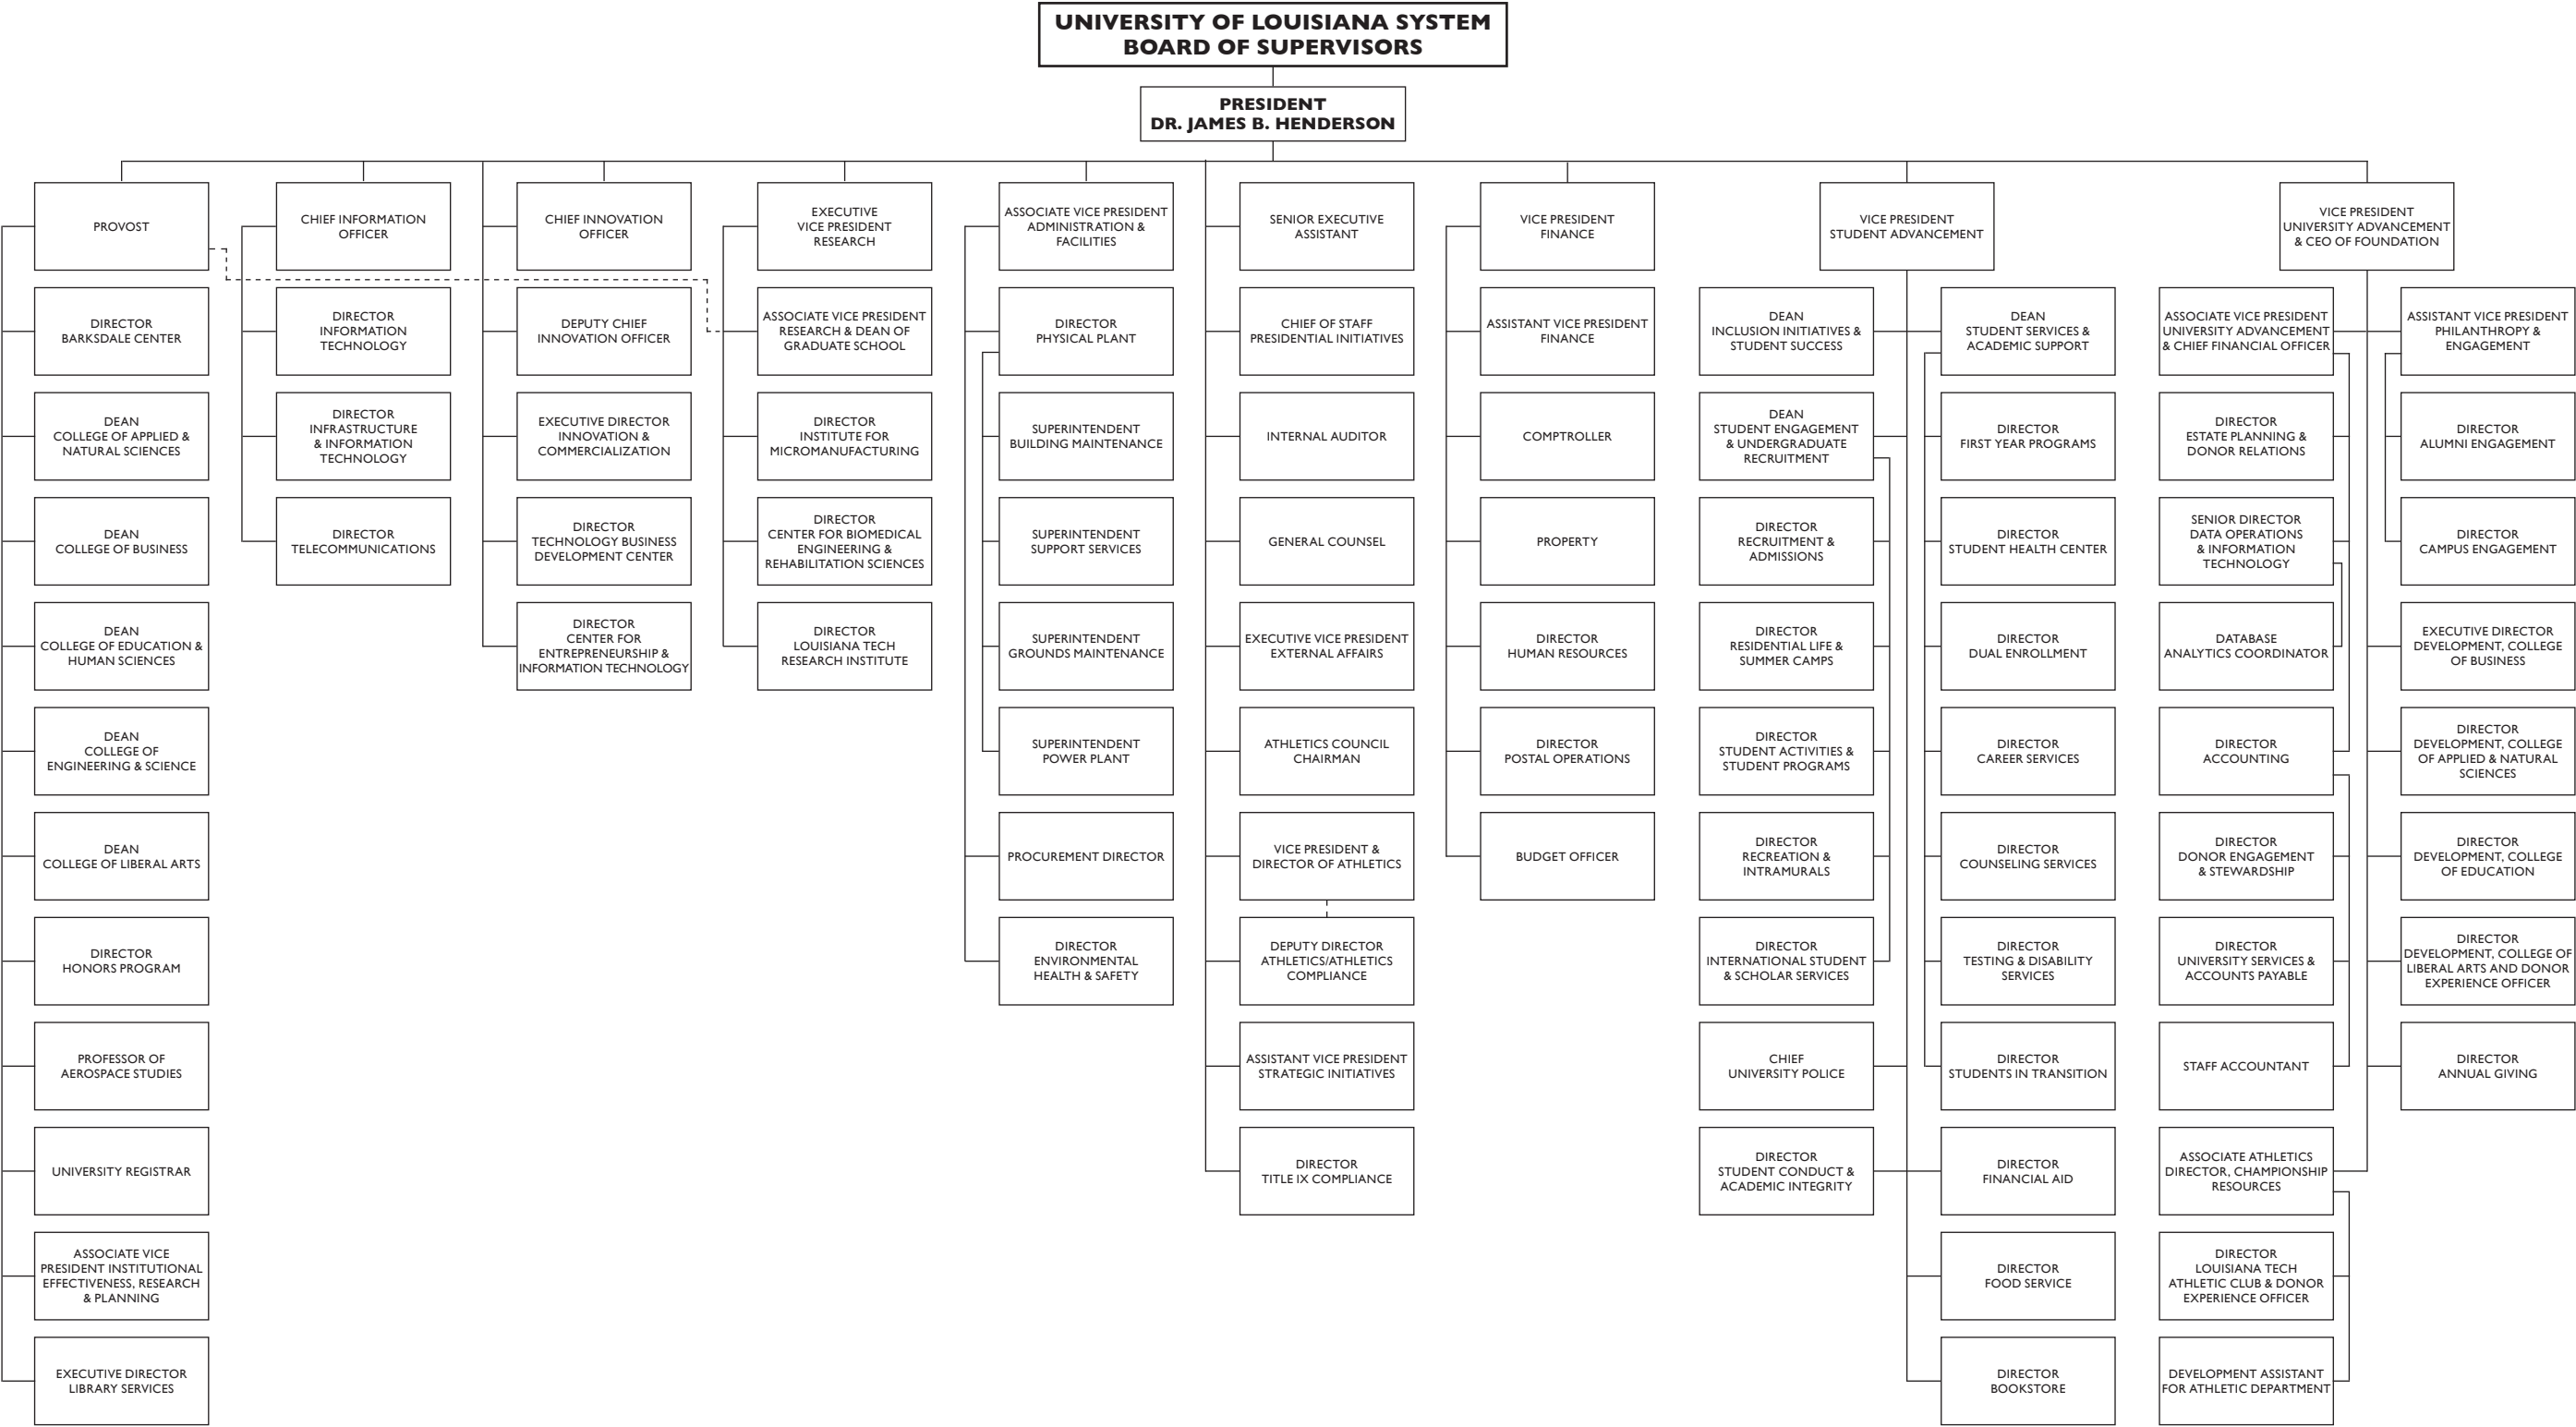 UNIVERSITY OF LOUISIANA SYSTEM
BOARD OF SUPERVISORS
PRESIDENT
DR. JAMES B. HENDERSON
PROVOST
DIRECTOR
BARKSDALE CENTER
DEAN
COLLEGE OF APPLIED &
NATURAL SCIENCES
DEAN
COLLEGE OF BUSINESS
DEAN
COLLEGE OF EDUCATION &
HUMAN SCIENCES
DEAN
COLLEGE OF
ENGINEERING & SCIENCE
DEAN
COLLEGE OF LIBERAL ARTS
DIRECTOR
HONORS PROGRAM
PROFESSOR OF
AEROSPACE STUDIES
UNIVERSITY REGISTRAR
ASSOCIATE VICE
PRESIDENT INSTITUTIONAL
EFFECTIVENESS, RESEARCH
& PLANNING
EXECUTIVE DIRECTOR
LIBRARY SERVICES
CHIEF INFORMATION
OFFICER
DIRECTOR
INFORMATION
TECHNOLOGY
DIRECTOR
INFRASTRUCTURE
& INFORMATION
TECHNOLOGY
DIRECTOR
TELECOMMUNICATIONS
CHIEF INNOVATION
OFFICER
DEPUTY CHIEF
INNOVATION OFFICER
EXECUTIVE DIRECTOR
INNOVATION &
COMMERCIALIZATION
DIRECTOR
TECHNOLOGY BUSINESS
DEVELOPMENT CENTER
DIRECTOR
CENTER FOR
ENTREPRENEURSHIP &
INFORMATION TECHNOLOGY
EXECUTIVE
VICE PRESIDENT
RESEARCH
ASSOCIATE VICE PRESIDENT
RESEARCH & DEAN OF
GRADUATE SCHOOL
DIRECTOR
INSTITUTE FOR
MICROMANUFACTURING
DIRECTOR
CENTER FOR BIOMEDICAL
ENGINEERING &
REHABILITATION SCIENCES
DIRECTOR
LOUISIANA TECH
RESEARCH INSTITUTE
ASSOCIATE VICE PRESIDENT
ADMINISTRATION &
FACILITIES
DIRECTOR
PHYSICAL PLANT
SUPERINTENDENT
BUILDING MAINTENANCE
SUPERINTENDENT
SUPPORT SERVICES
SUPERINTENDENT
GROUNDS MAINTENANCE
SUPERINTENDENT
POWER PLANT
PROCUREMENT DIRECTOR
DIRECTOR
ENVIRONMENTAL
HEALTH & SAFETY
SENIOR EXECUTIVE
ASSISTANT
CHIEF OF STAFF
PRESIDENTIAL INITIATIVES
INTERNAL AUDITOR
GENERAL COUNSEL
EXECUTIVE VICE PRESIDENT
EXTERNAL AFFAIRS
ATHLETICS COUNCIL
CHAIRMAN
VICE PRESIDENT &
DIRECTOR OF ATHLETICS
DEPUTY DIRECTOR
ATHLETICS/ATHLETICS
COMPLIANCE
ASSISTANT VICE PRESIDENT
STRATEGIC INITIATIVES
DIRECTOR
TITLE IX COMPLIANCE
VICE PRESIDENT
FINANCE
ASSISTANT VICE PRESIDENT
FINANCE
COMPTROLLER
PROPERTY
DIRECTOR
HUMAN RESOURCES
DIRECTOR
POSTAL OPERATIONS
BUDGET OFFICER
VICE PRESIDENT
STUDENT ADVANCEMENT
DEAN
INCLUSION INITIATIVES &
STUDENT SUCCESS
DEAN
STUDENT ENGAGEMENT
& UNDERGRADUATE
RECRUITMENT
DIRECTOR
RECRUITMENT &
ADMISSIONS
DIRECTOR
RESIDENTIAL LIFE &
SUMMER CAMPS
DIRECTOR
STUDENT ACTIVITIES &
STUDENT PROGRAMS
DIRECTOR
RECREATION &
INTRAMURALS
DIRECTOR
INTERNATIONAL STUDENT
& SCHOLAR SERVICES
CHIEF
UNIVERSITY POLICE
DIRECTOR
STUDENT CONDUCT &
ACADEMIC INTEGRITY
DEAN
STUDENT SERVICES &
ACADEMIC SUPPORT
DIRECTOR
FIRST YEAR PROGRAMS
DIRECTOR
STUDENT HEALTH CENTER
DIRECTOR
DUAL ENROLLMENT
DIRECTOR
CAREER SERVICES
DIRECTOR
COUNSELING SERVICES
DIRECTOR
TESTING & DISABILITY
SERVICES
DIRECTOR
STUDENTS IN TRANSITION
DIRECTOR
FINANCIAL AID
DIRECTOR
FOOD SERVICE
DIRECTOR
BOOKSTORE
VICE PRESIDENT
UNIVERSITY ADVANCEMENT
& CEO OF FOUNDATION
ASSOCIATE VICE PRESIDENT
UNIVERSITY ADVANCEMENT
& CHIEF FINANCIAL OFFICER
DIRECTOR
ESTATE PLANNING &
DONOR RELATIONS
SENIOR DIRECTOR
DATA OPERATIONS
& INFORMATION
TECHNOLOGY
DATABASE
ANALYTICS COORDINATOR
DIRECTOR
ACCOUNTING
DIRECTOR
DONOR ENGAGEMENT
& STEWARDSHIP
DIRECTOR
UNIVERSITY SERVICES &
ACCOUNTS PAYABLE
STAFF ACCOUNTANT
ASSOCIATE ATHLETICS
DIRECTOR, CHAMPIONSHIP
RESOURCES
DIRECTOR
LOUISIANA TECH
ATHLETIC CLUB & DONOR
EXPERIENCE OFFICER
DEVELOPMENT ASSISTANT
FOR ATHLETIC DEPARTMENT
ASSISTANT VICE PRESIDENT
PHILANTHROPY &
ENGAGEMENT
DIRECTOR
ALUMNI ENGAGEMENT
DIRECTOR
CAMPUS ENGAGEMENT
EXECUTIVE DIRECTOR
DEVELOPMENT, COLLEGE
OF BUSINESS
DIRECTOR
DEVELOPMENT, COLLEGE
OF APPLIED & NATURAL
SCIENCES
DIRECTOR
DEVELOPMENT, COLLEGE
OF EDUCATION
DIRECTOR
DEVELOPMENT, COLLEGE OF
LIBERAL ARTS AND DONOR
EXPERIENCE OFFICER
DIRECTOR
ANNUAL GIVING